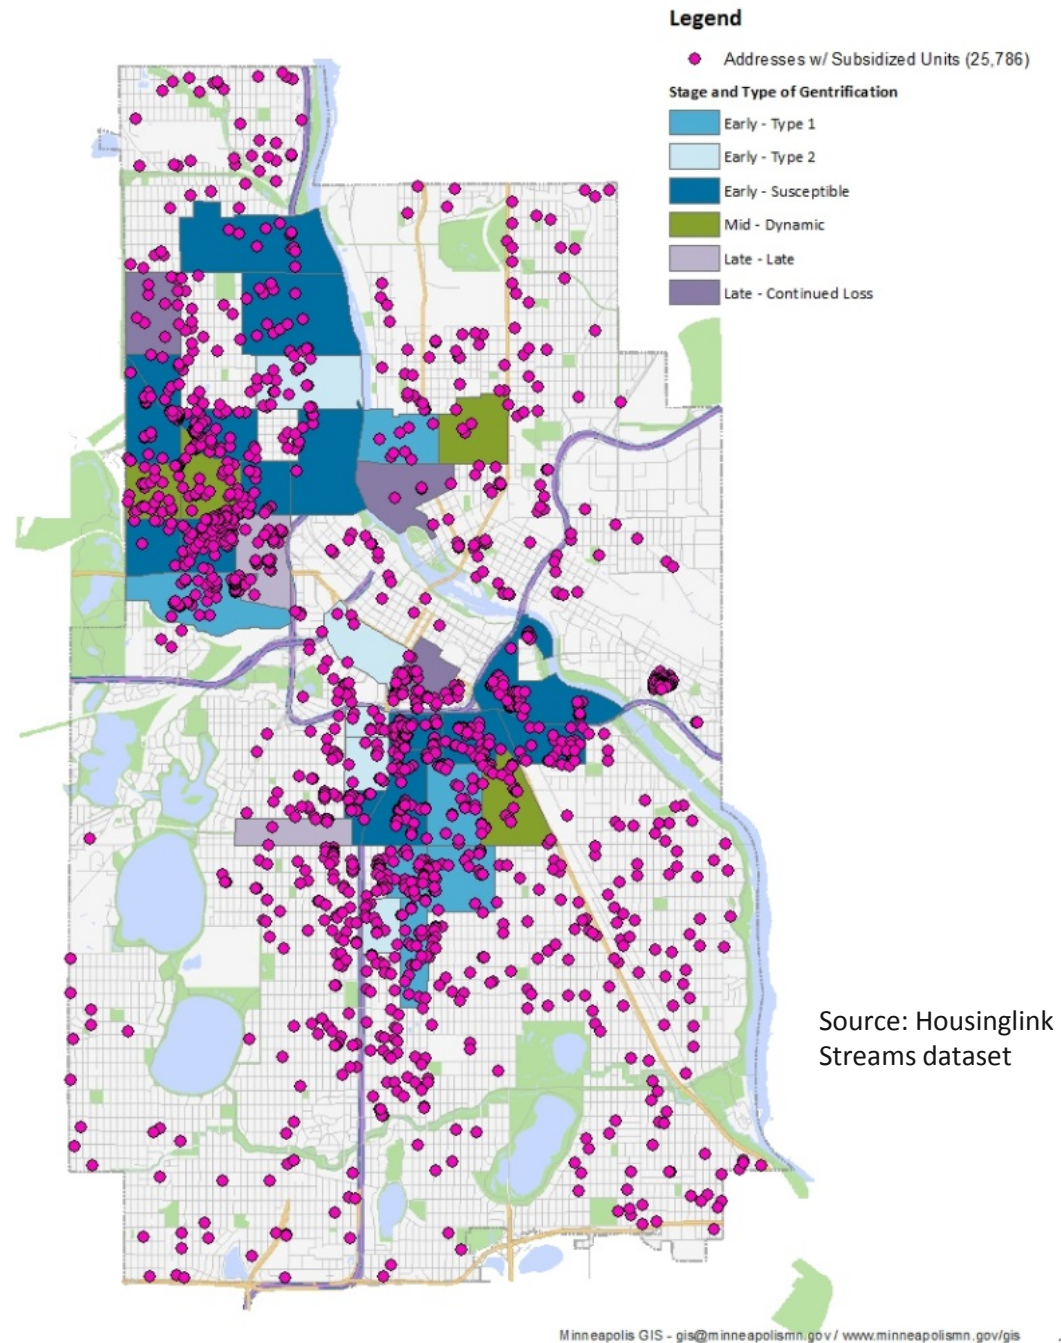 Legend
Addresses w/ Subsidized Units (25,786)
Stage and Type of Gentrification
Early - Type 1
Early - Type 2
Early - Susceptible
Mid - Dynamic
Late - Late
Late - Continued Loss
Source: Housinglink
Streams dataset
Minneapolis GIS - gis@minneapolismn.gov / www.minneapolismn.gov/gis